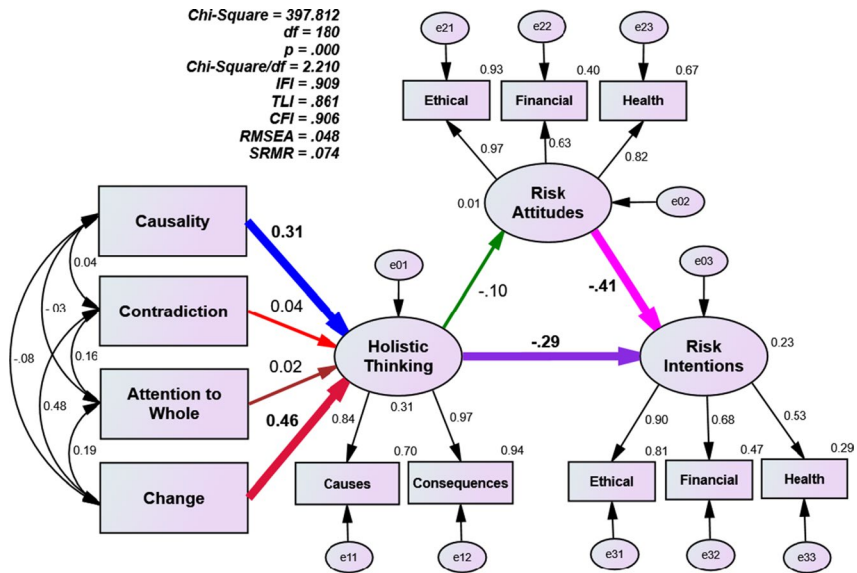 Chi-Square = 397.812
df = 180
p = .000
Chi-Square/df = 2.210
IFI = .909
TLI = .861
CFI = .906
RMSEA = .048
SRMR = .074
e21
e22
e23
0.93
0.40
0.67
Ethical
Financial
Health
0.97
0.63
0.82
0.01
Risk
Attitudes
e02
Causality
0.31
0.04
e01
-.10
-.41
e03
-.03
Contradiction
0.04
Holistic
Thinking
-.29
Risk
Intentions
0.23
-.08
0.16
0.02
Attention to
Whole
0.48
0.46
0.31
0.84
0.97
0.90
0.68
0.53
0.19
0.70
0.94
0.81
0.47
0.29
Change
Causes
Consequences
Ethical
Financial
Health
e11
e12
e31
e32
e33